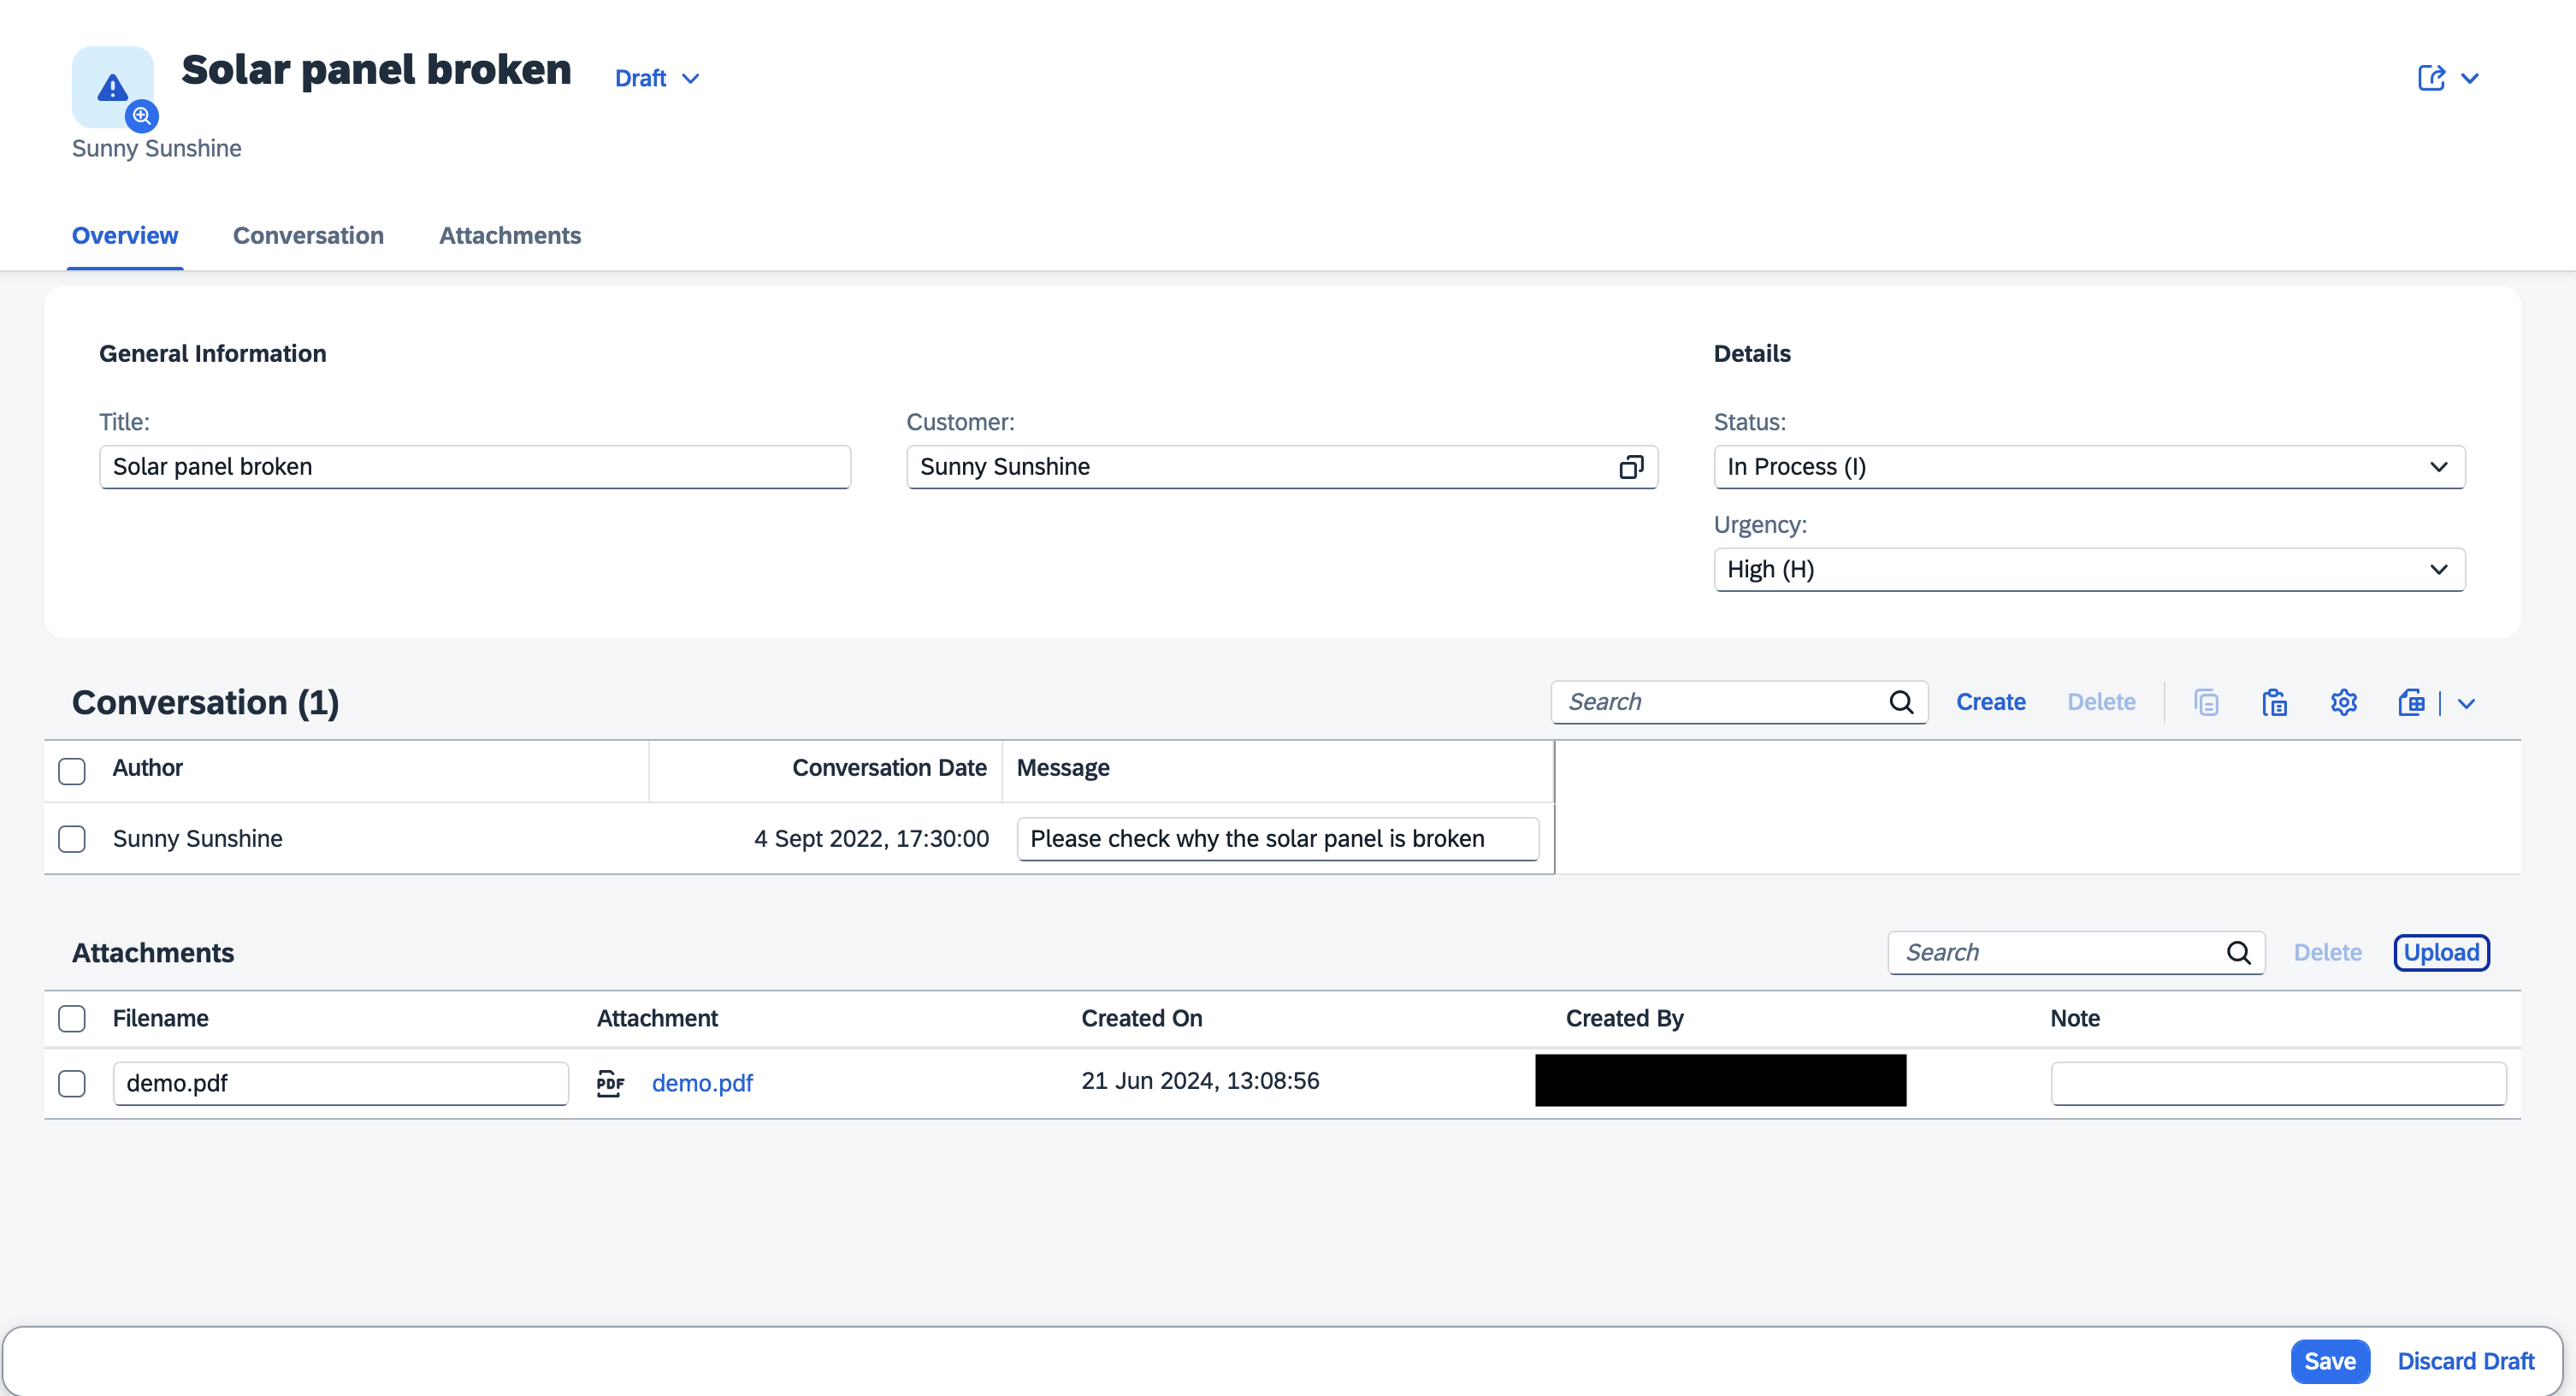 Solar panel broken
Draft
Sunny Sunshine
Overview Conversation Attachments
General Information
Details
Title:
Customer:
Status:
Solar panel broken
Sunny Sunshine
In Process (I)
Urgency:
High (H)
Conversation (1)
Search
Create
Delete
Author
Conversation Date
Message
Sunny Sunshine
4 Sept 2022, 17:30:00
Please check why the solar panel is broken
Attachments
Search
Delete
Upload
Filename
Attachment
Created On
Created By
Note
demo.pdf
PDF
demo.pdf
21 Jun 2024, 13:08:56
Save
Discard Draft